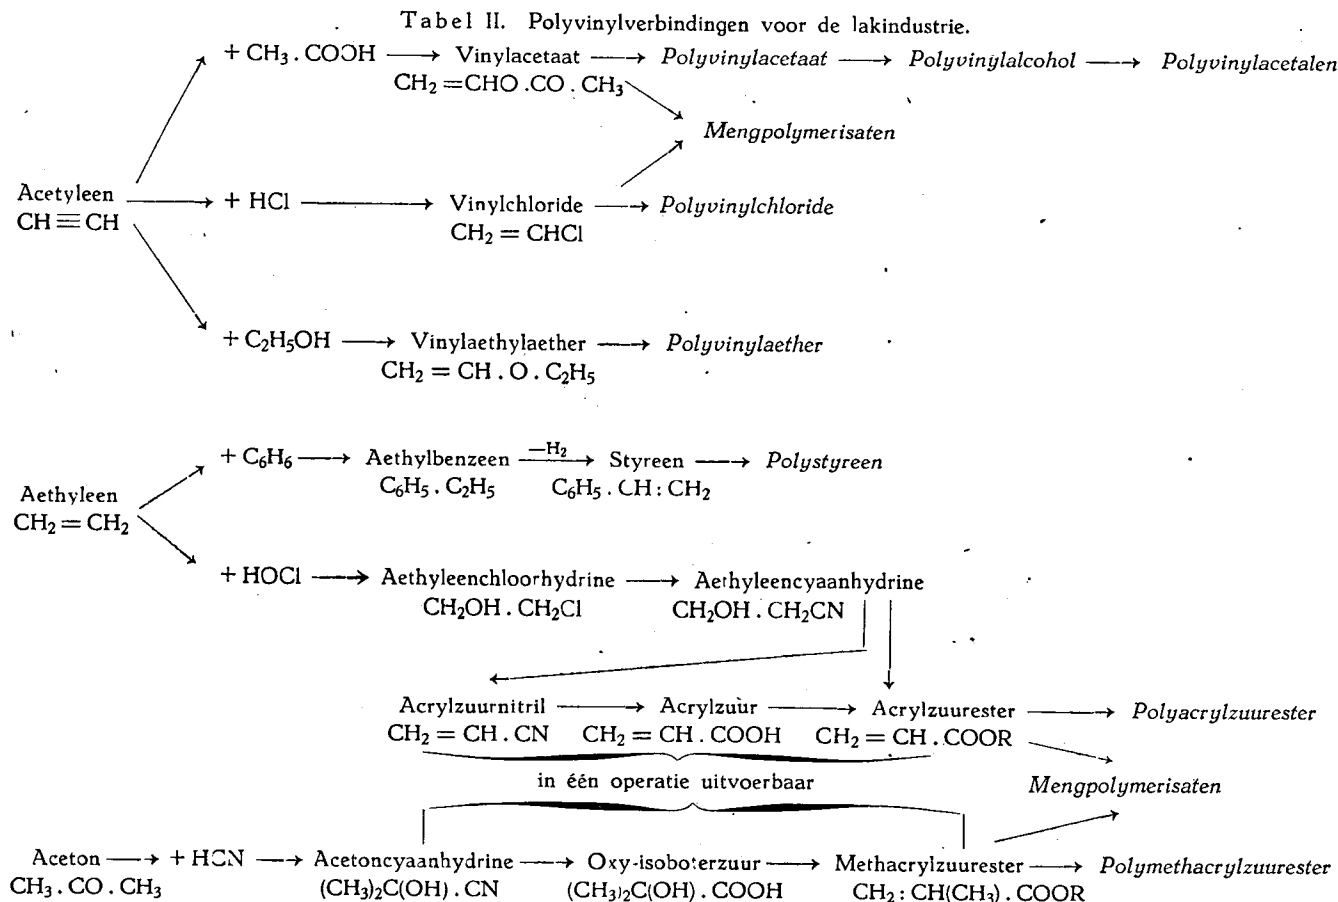 Tabel II. Polyvinylverbindingen voor de lakindustrie.
+ CH₃ . COOH → Vinylacetaat → Polyvinylacetaat → Polyvinylalcohol → Polyvinylacetalen
CH₂ = CHO . CO . CH₃
Mengpolymerisaten
Acetyleen → + HCl → Vinylchloride → Polyvinylchloride
CH ≡ CH CH₂ = CHCl
+ C₂H₅OH → Vinylaethylaether → Polyvinylaether
CH₂ = CH . O . C₂H₅
+ C₆H₆ → Aethylbenzeen —H₂→ Styreen → Polystyreen
C₆H₅ . C₂H₅ C₆H₅ . CH : CH₂
Aethyleen
CH₂ = CH₂
+ HOCl → Aethyleenchloorhydrine → Aethyleencyaanhydrine
CH₂OH . CH₂Cl CH₂OH . CH₂CN
Acrylzuurnitril → Acrylzuur → Acrylzuurester → Polyacrylzuurester
CH₂ = CH . CN CH₂ = CH . COOH CH₂ = CH . COOR
in één operatie uitvoerbaar
Mengpolymerisaten
Aceton → + HCN → Acetoncyaanhydrine → Oxy-isoboterzuur → Methacrylzuurester → Polymethacrylzuurester
CH₃ . CO . CH₃ (CH₃)₂C(OH) . CN (CH₃)₂C(OH) . COOH CH₂ : CH(CH₃) . COOR